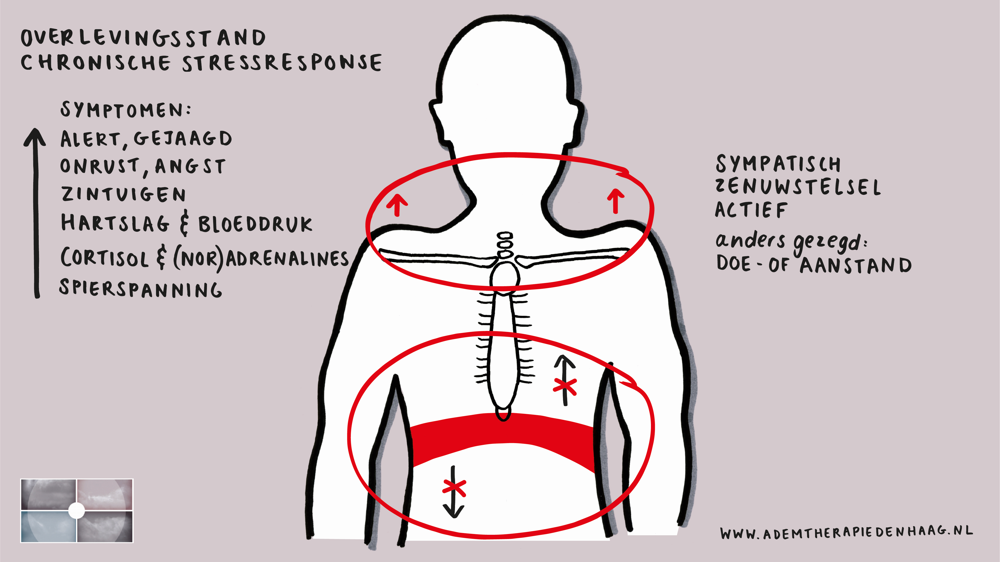 OVERLEVINGSSTAND
CHRONISCHE STRESSRESPONSE
SYMPTOMEN:
ALERT, GEJAAGD
ONRUST, ANGST
ZINTUIGEN
HARTSLAG & BLOEDDRUK
CORTISOL & (NOR)ADRENALINES
SPIERSPANNING
SYMPATISCH
ZENUWSTELSEL
ACTIEF
anders gezegd:
DOE - OF AANSTAND
WWW.ADEMTHERAPIEDENHAAG.NL